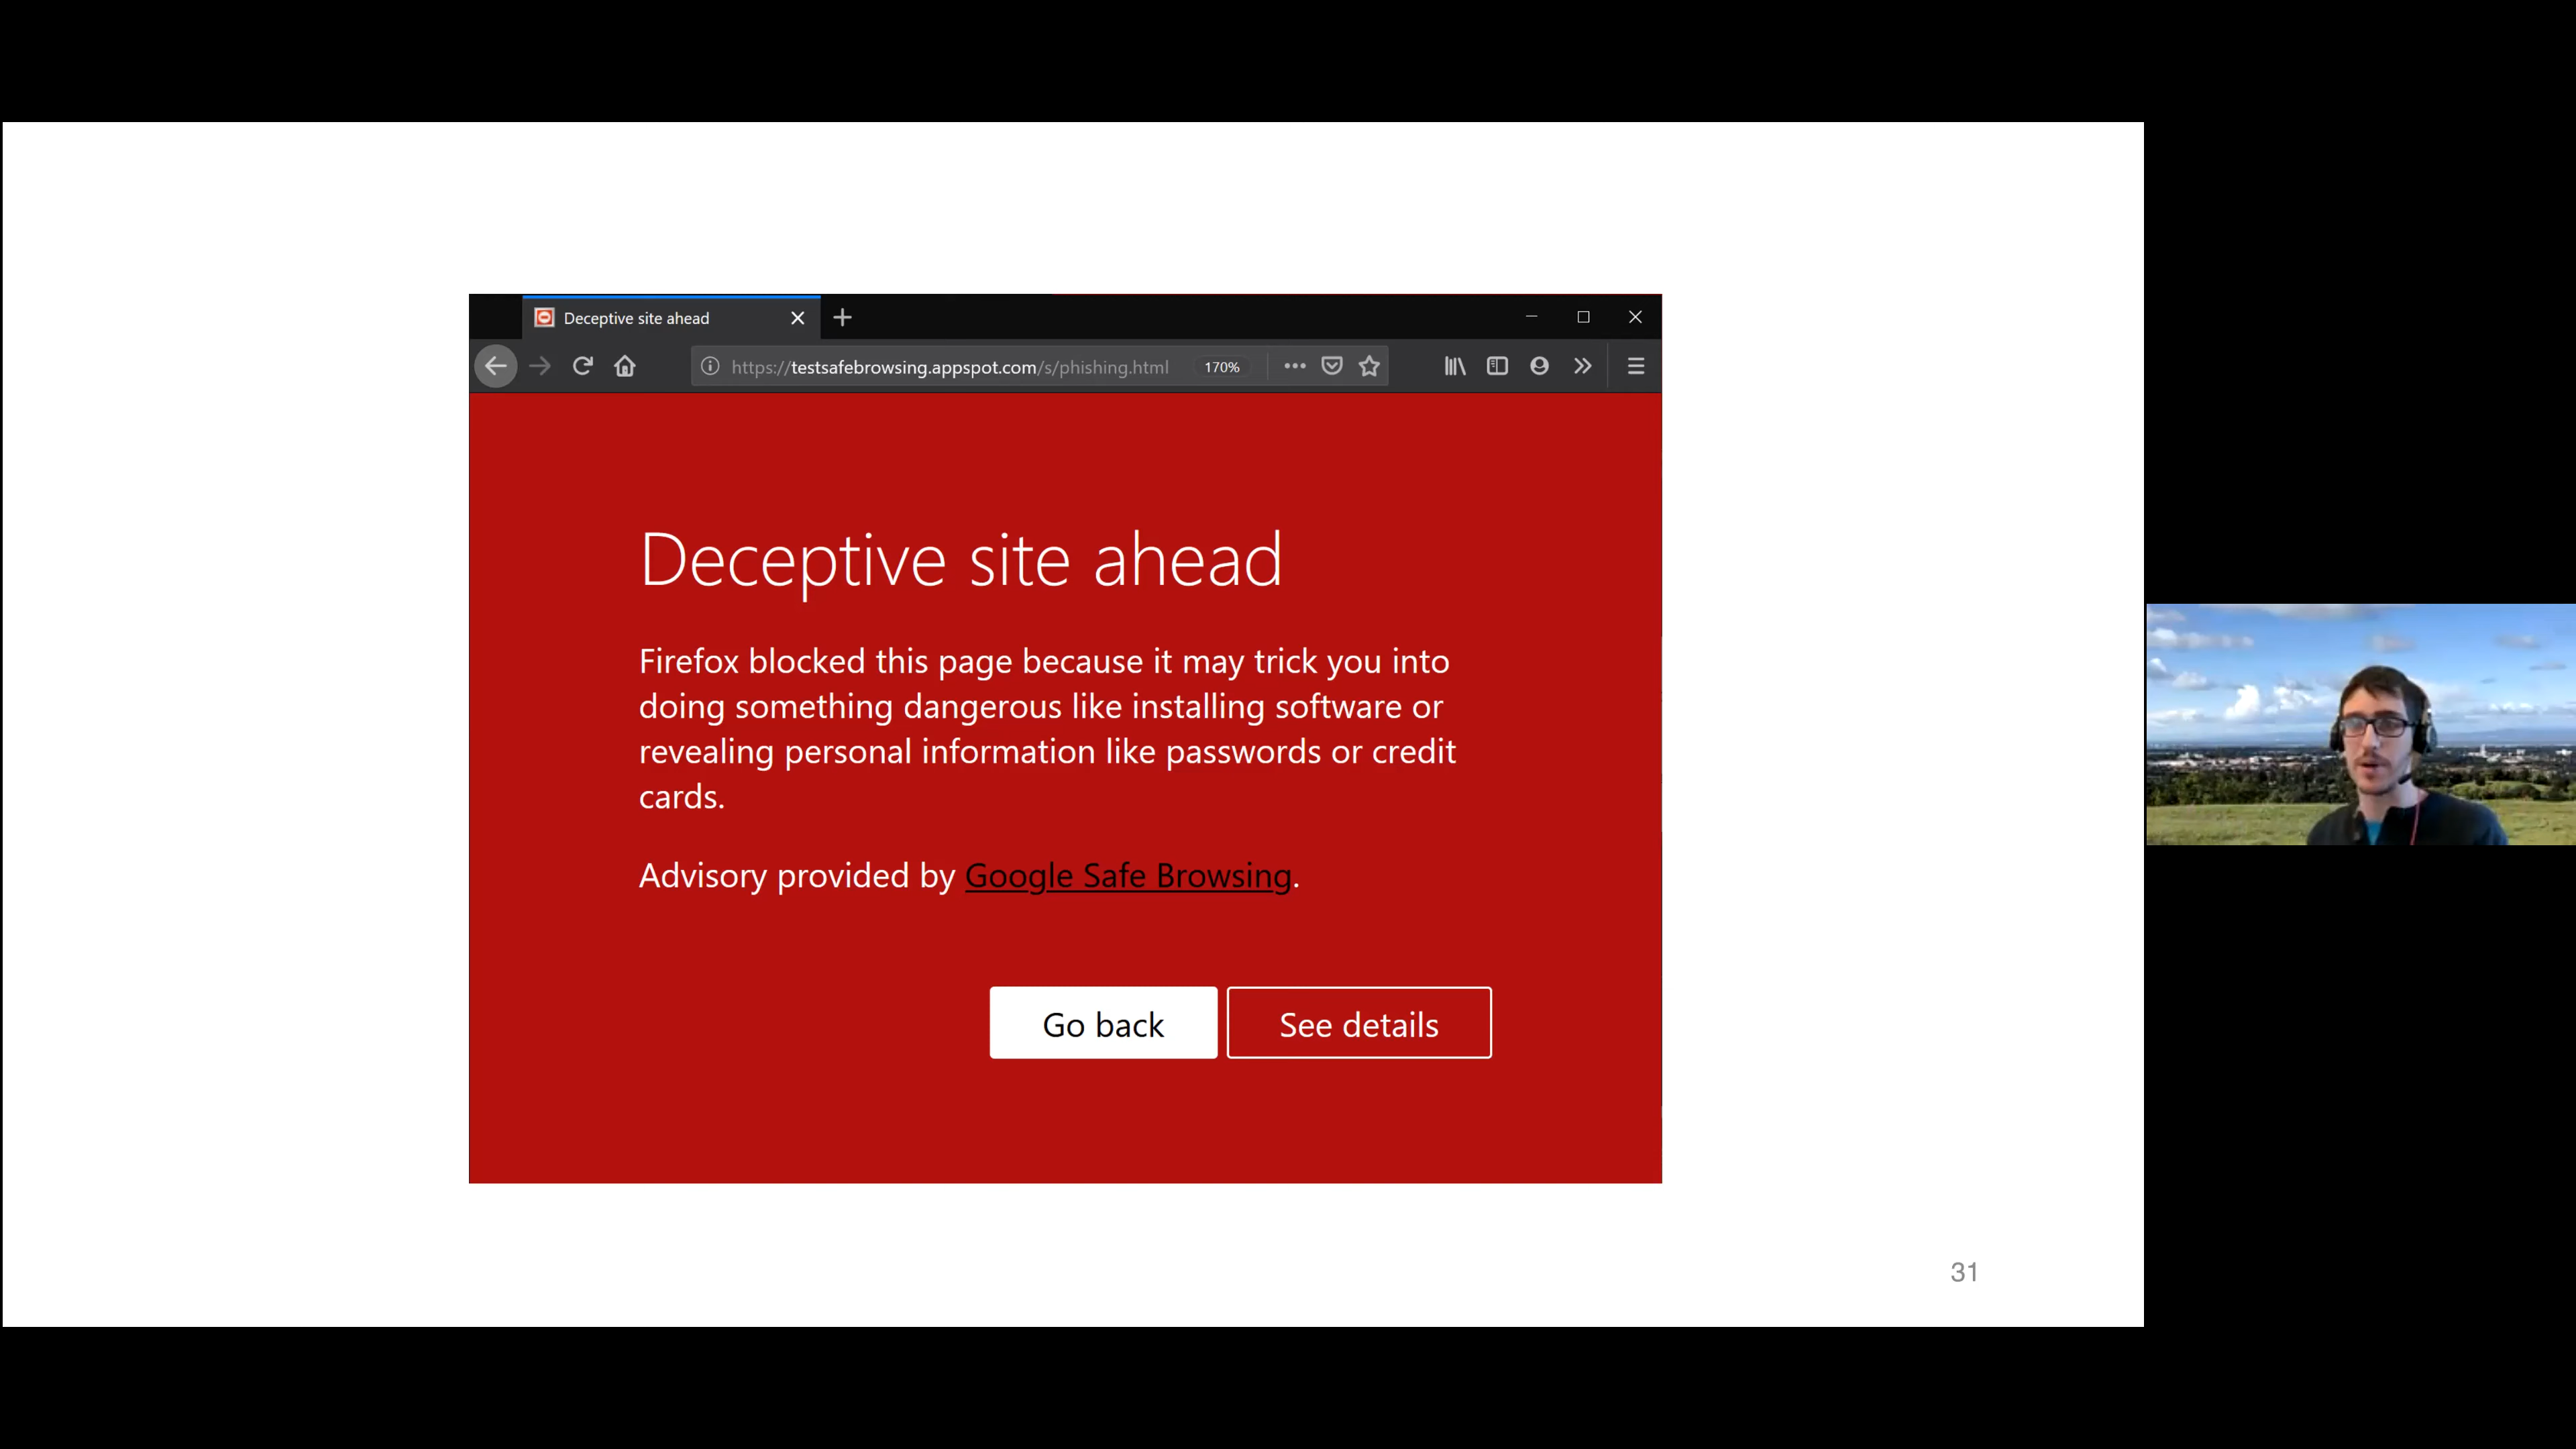 Deceptive site ahead
https://testsafebrowsing.appspot.com/s/phishing.html
170%
Deceptive site ahead
Firefox blocked this page because it may trick you into
doing something dangerous like installing software or
revealing personal information like passwords or credit
cards.
Advisory provided by Google Safe Browsing.
Go back
See details
31